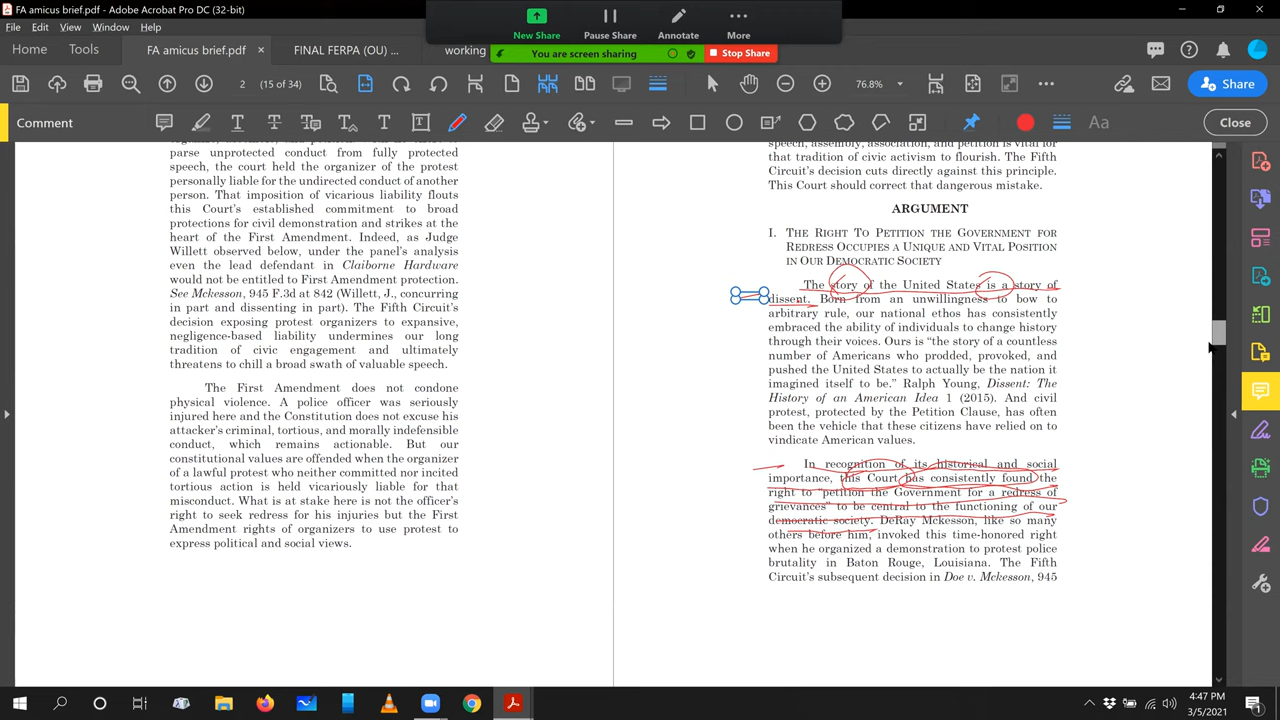 FA amicus brief.pdf - Adobe Acrobat Pro DC (32-bit)
File Edit View Window Help
New Share Pause Share Annotate More
You are screen sharing Stop Share
Home Tools FA amicus brief.pdf × FINAL FERPA (OU) ... working
2 (15 of 34) 76.8% Share
Comment Close
parse unprotected conduct from fully protected
speech, the court held the organizer of the protest
personally liable for the undirected conduct of another
person. That imposition of vicarious liability flouts
this Court's established commitment to broad
protections for civil demonstration and strikes at the
heart of the First Amendment. Indeed, as Judge
Willett observed below, under the panel's analysis
even the lead defendant in Claiborne Hardware
would not be entitled to First Amendment protection.
See Mckesson, 945 F.3d at 842 (Willett, J., concurring
in part and dissenting in part). The Fifth Circuit's
decision exposing protest organizers to expansive,
negligence-based liability undermines our long
tradition of civic engagement and ultimately
threatens to chill a broad swath of valuable speech.
The First Amendment does not condone
physical violence. A police officer was seriously
injured here and the Constitution does not excuse his
attacker's criminal, tortious, and morally indefensible
conduct, which remains actionable. But our
constitutional values are offended when the organizer
of a lawful protest who neither committed nor incited
tortious action is held vicariously liable for that
misconduct. What is at stake here is not the officer's
right to seek redress for his injuries but the First
Amendment rights of organizers to use protest to
express political and social views.
speech, assembly, association, and petition is vital for
that tradition of civic activism to flourish. The Fifth
Circuit's decision cuts directly against this principle.
This Court should correct that dangerous mistake.
ARGUMENT
I. THE RIGHT TO PETITION THE GOVERNMENT FOR
REDRESS OCCUPIES A UNIQUE AND VITAL POSITION
IN OUR DEMOCRATIC SOCIETY
The story of the United States is a story of
dissent. Born from an unwillingness to bow to
arbitrary rule, our national ethos has consistently
embraced the ability of individuals to change history
through their voices. Ours is "the story of a countless
number of Americans who prodded, provoked, and
pushed the United States to actually be the nation it
imagined itself to be." Ralph Young, Dissent: The
History of an American Idea 1 (2015). And civil
protest, protected by the Petition Clause, has often
been the vehicle that these citizens have relied on to
vindicate American values.
In recognition of its historical and social
importance, this Court has consistently found the
right to "petition the Government for a redress of
grievances" to be central to the functioning of our
democratic society. DeRay Mckesson, like so many
others before him, invoked this time-honored right
when he organized a demonstration to protest police
brutality in Baton Rouge, Louisiana. The Fifth
Circuit's subsequent decision in Doe v. Mckesson, 945
4:47 PM
3/5/2021